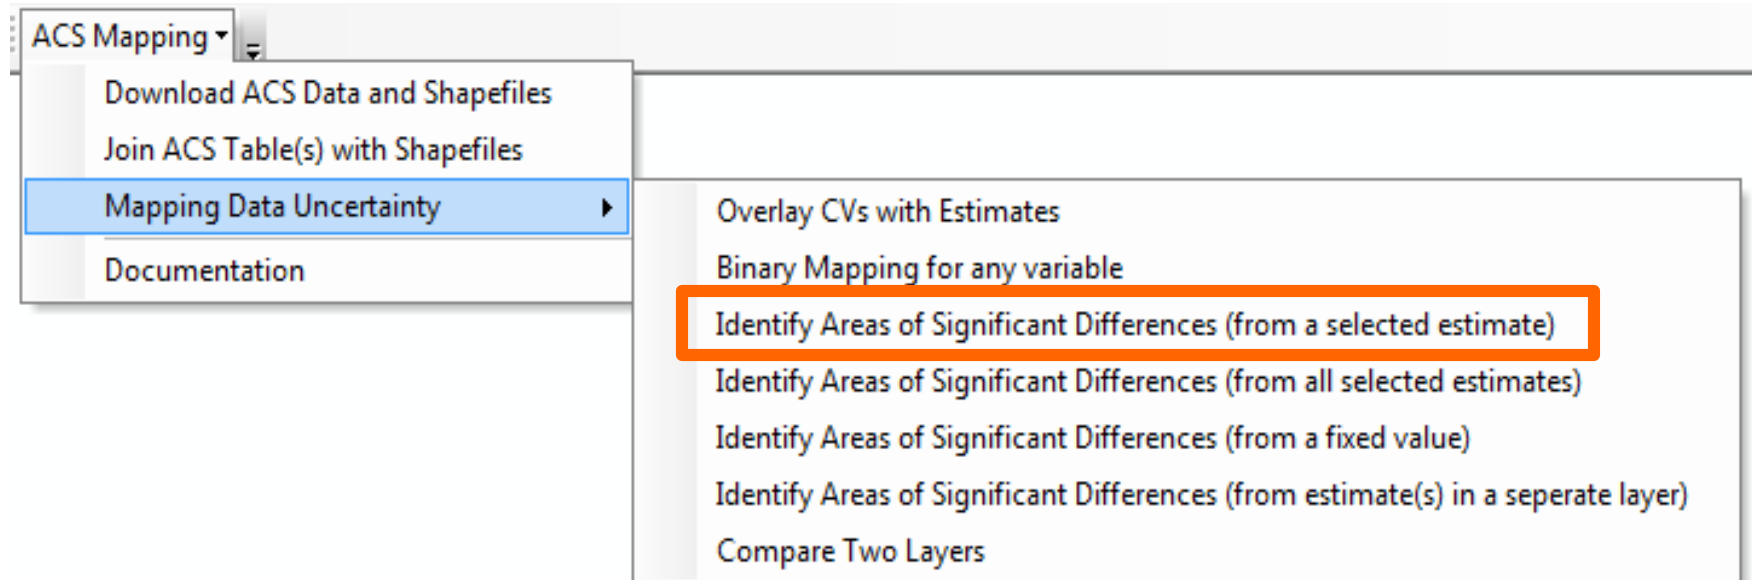 ACS Mapping
Download ACS Data and Shapefiles
Join ACS Table(s) with Shapefiles
Mapping Data Uncertainty
Documentation
Overlay CVs with Estimates
Binary Mapping for any variable
Identify Areas of Significant Differences (from a selected estimate)
Identify Areas of Significant Differences (from all selected estimates)
Identify Areas of Significant Differences (from a fixed value)
Identify Areas of Significant Differences (from estimate(s) in a seperate layer)
Compare Two Layers